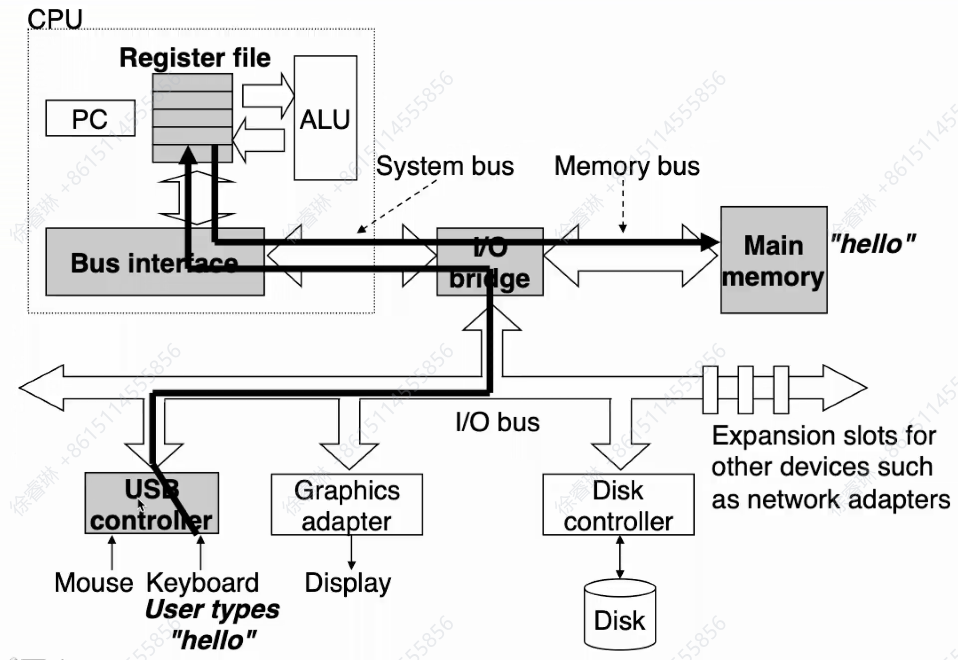 CPU
Register file
PC
ALU
System bus
Memory bus
Bus interface
I/O
bridge
Main
memory
"hello"
I/O bus
Expansion slots for
other devices such
as network adapters
USB
controller
Graphics
adapter
Disk
controller
Mouse
Keyboard
Display
User types
"hello"
Disk
徐睿琳 +8615114555856